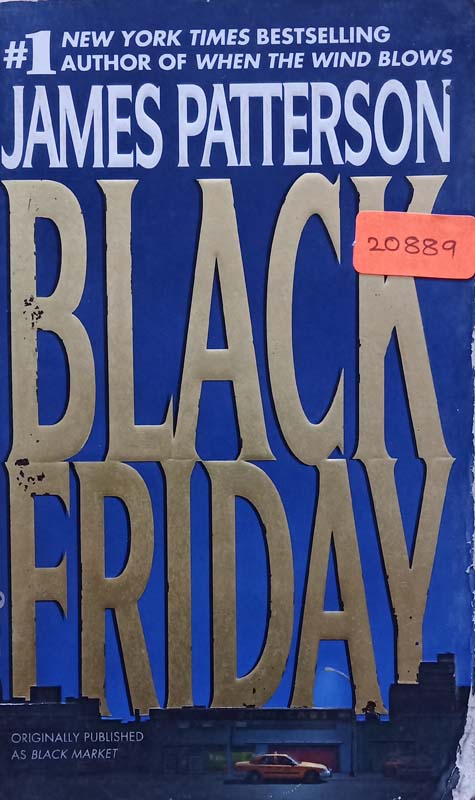 #1 NEW YORK TIMES BESTSELLING
AUTHOR OF WHEN THE WIND BLOWS
JAMES PATTERSON
BLACK
20889
FRIDAY
ORIGINALLY PUBLISHED
AS BLACK MARKET